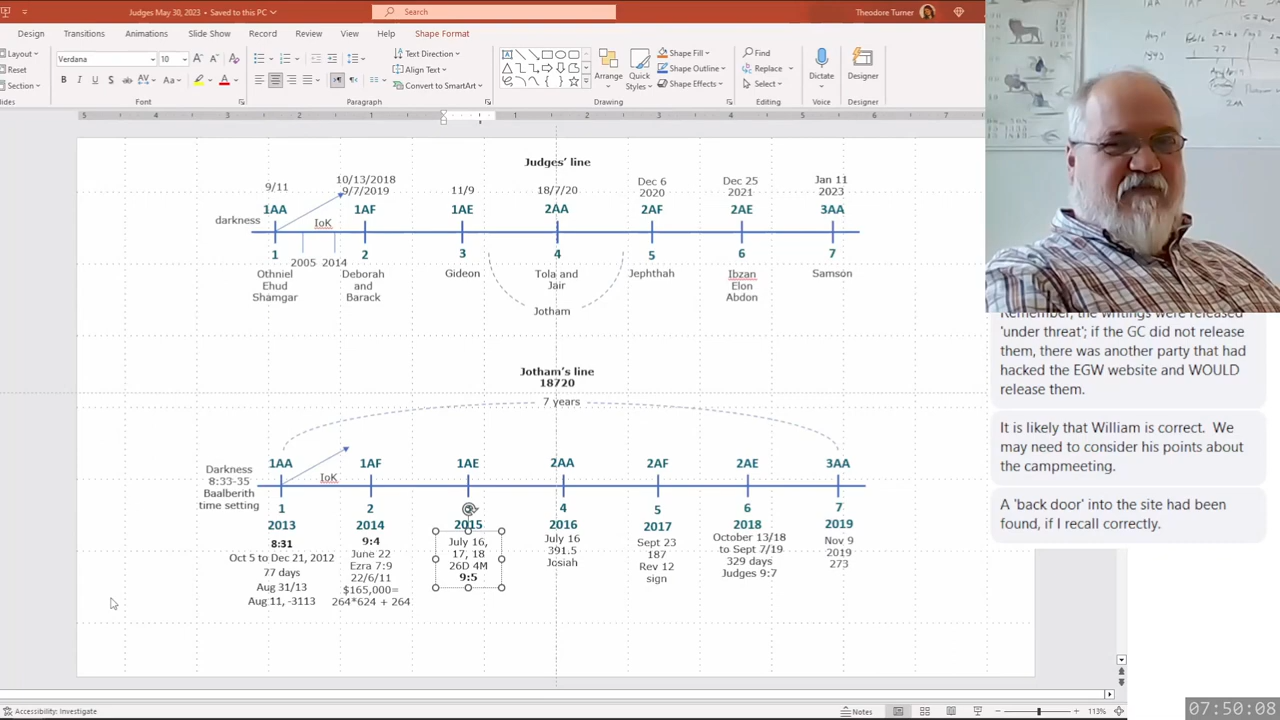 Judges May 30, 2023 • Saved to this PC
Search
Theodore Turner
Design Transitions Animations Slide Show Record Review View Help Shape Format
Layout
Reset
Section
Verdana 10
Text Direction
Align Text
Convert to SmartArt
Arrange
Quick Styles
Shape Fill
Shape Outline
Shape Effects
Find
Replace
Select
Dictate
Designer
Font Paragraph Drawing Editing Voice Designer
5 4 3 2 1 1 2 3 4 5 6 7
Judges' line
9/11
10/13/2018
9/7/2019
11/9
18/7/20
Dec 6
2020
Dec 25
2021
Jan 11
2023
1AA 1AF 1AE 2AA 2AF 2AE 3AA
darkness
IoK
1 2 3 4 5 6 7
2005 2014
Othniel
Ehud
Shamgar
Deborah
and
Barack
Gideon
Tola and
Jair
Jephthah
Ibzan
Elon
Abdon
Samson
Jotham
Jotham's line
18720
7 years
1AA 1AF 1AE 2AA 2AF 2AE 3AA
Darkness
8:33-35
Baalberith
time setting
IoK
1 2 4 5 6 7
2013 2014 2015 2016 2017 2018 2019
8:31
Oct 5 to Dec 21, 2012
77 days
Aug 31/13
Aug 11, -3113
9:4
June 22
Ezra 7:9
22/6/11
$165,000=
264*624 + 264
July 16,
17, 18
26D 4M
9:5
July 16
391.5
Josiah
Sept 23
187
Rev 12
sign
October 13/18
to Sept 7/19
329 days
Judges 9:7
Nov 9
2019
273
Remember, the writings were released
'under threat'; if the GC did not release
them, there was another party that had
hacked the EGW website and WOULD
release them.
It is likely that William is correct. We
may need to consider his points about
the campmeeting.
A 'back door' into the site had been
found, if I recall correctly.
Accessibility: Investigate
Notes
113%
07:50:08